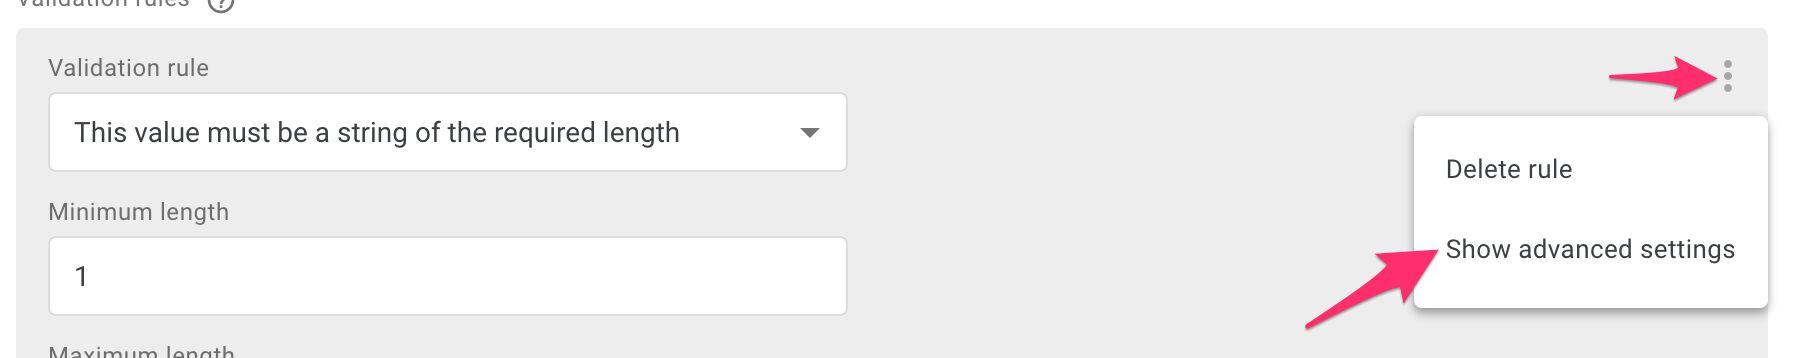 Validation rules
Validation rule
This value must be a string of the required length
Delete rule
Minimum length
Show advanced settings
1
Maximum length